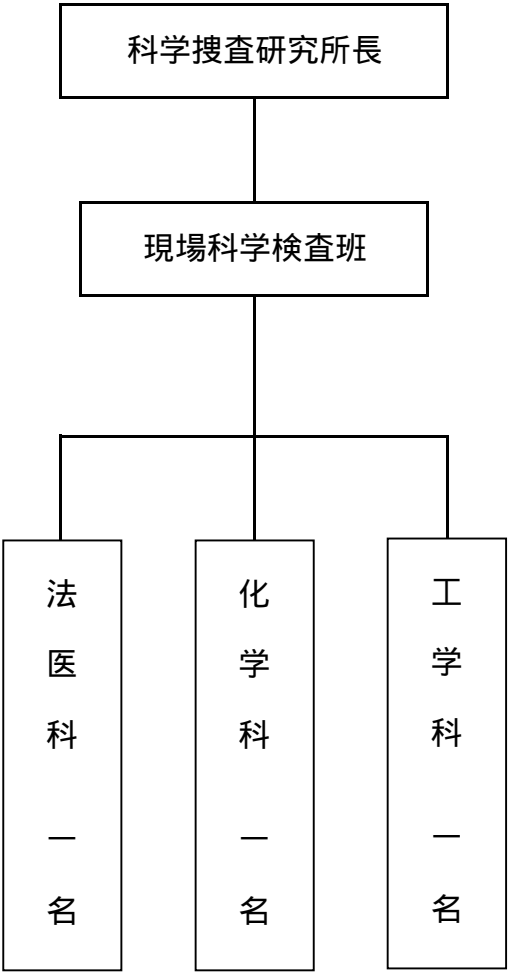 科学捜査研究所長
現場科学検査班
法医科 一名
化学科 一名
工学科 一名